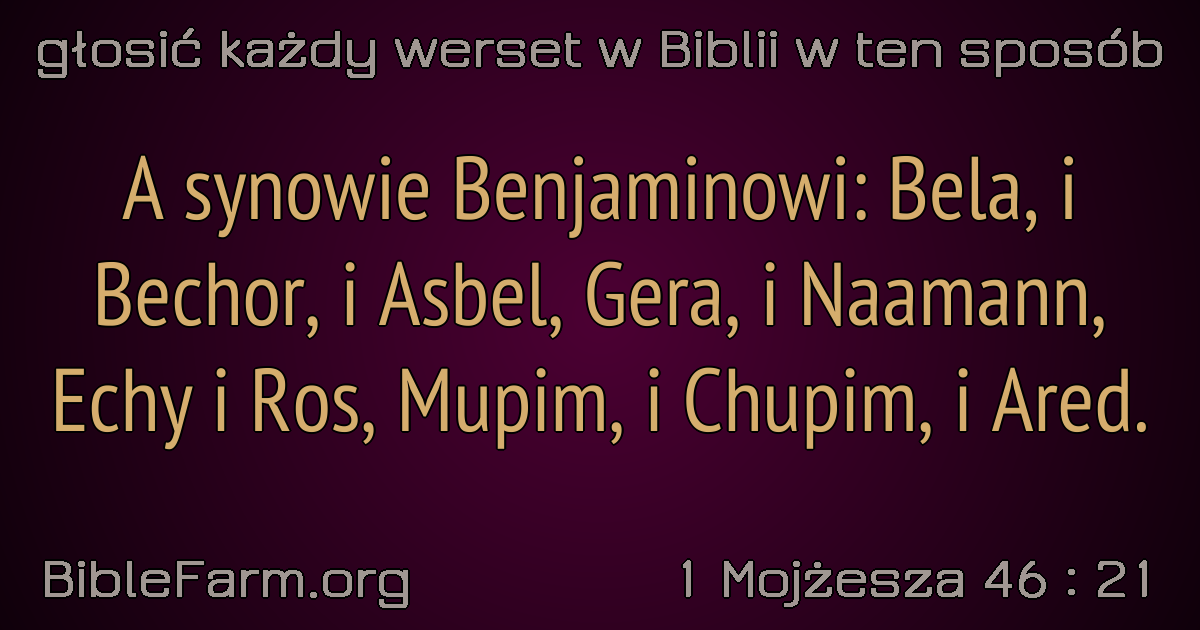 głosić każdy werset w Biblii w ten sposób
A synowie Benjaminowi: Bela, i
Bechor, i Asbel, Gera, i Naamann,
Echy i Ros, Mupim, i Chupim, i Ared.
BibleFarm.org
1 Mojżesza 46 : 21